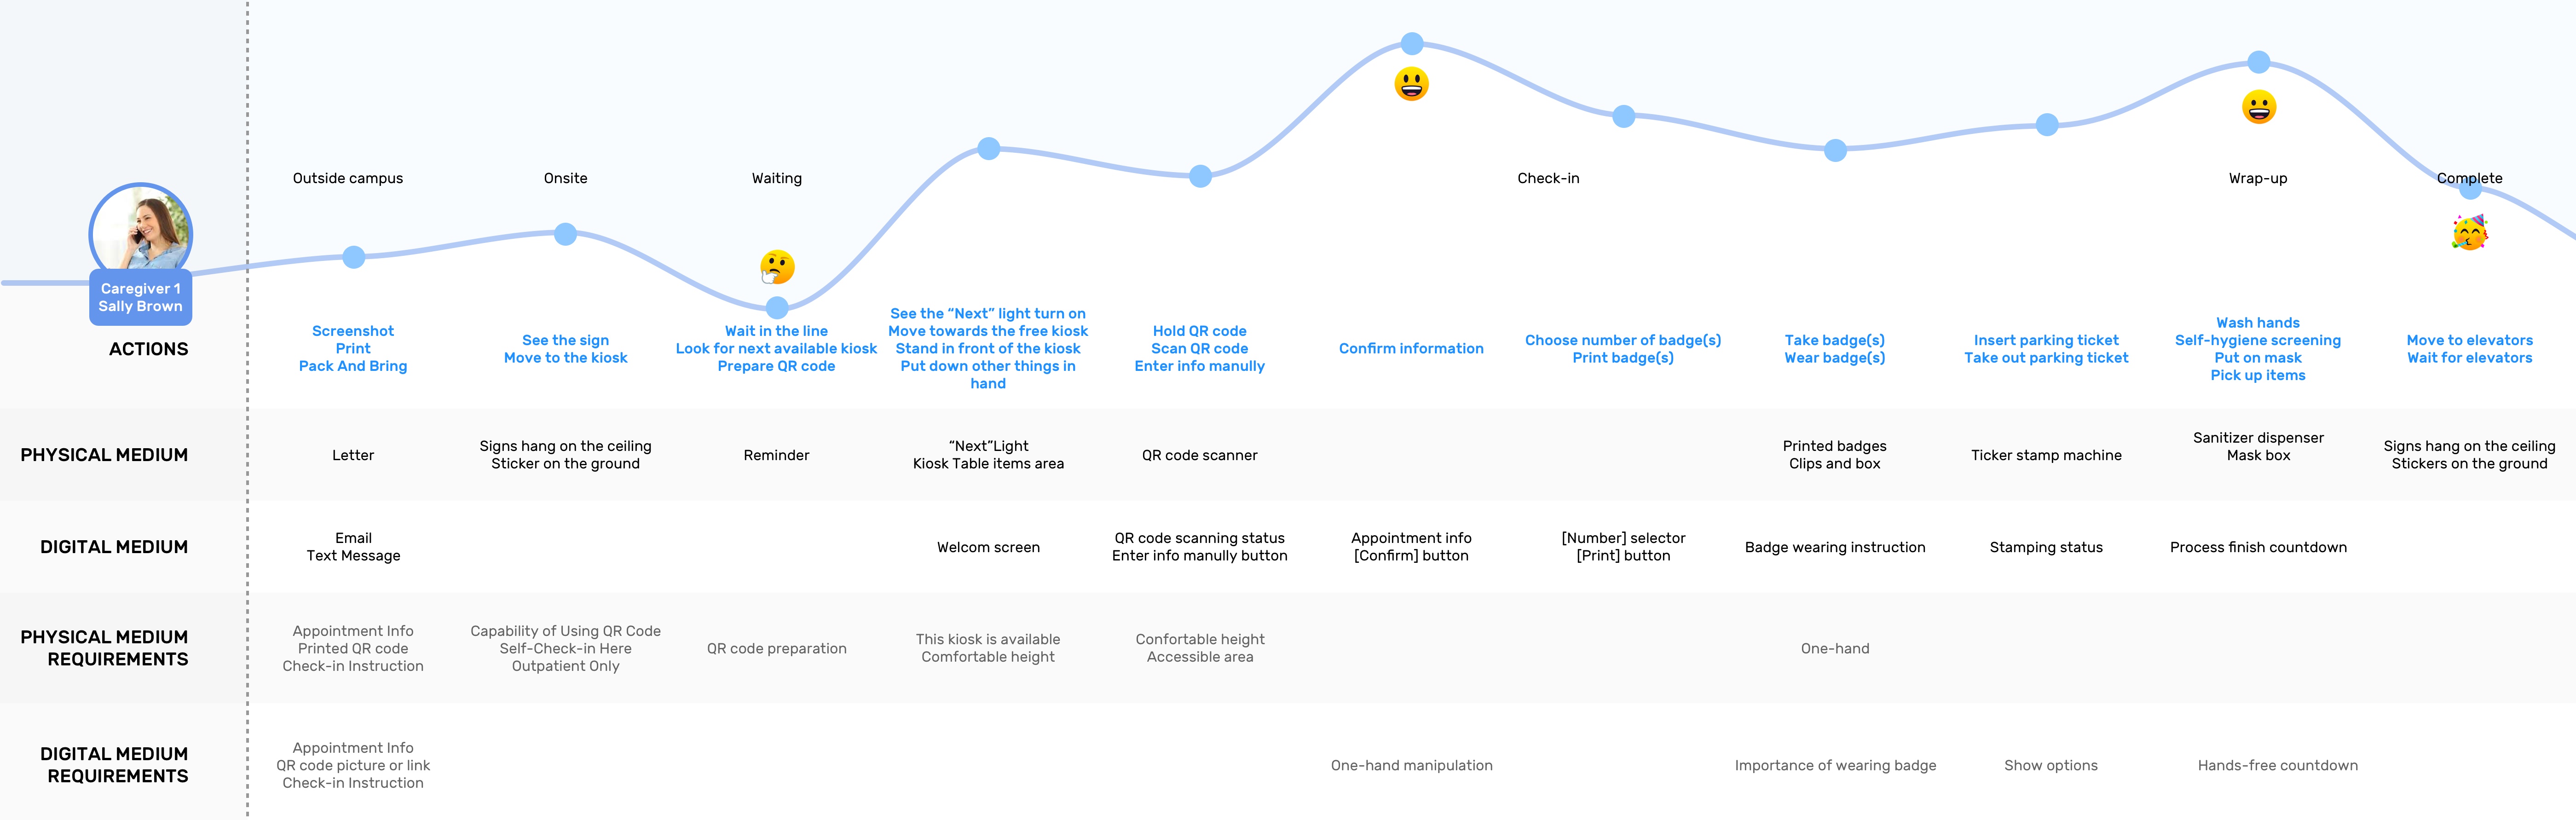 Outside campus
Onsite
Waiting
Check-in
Wrap-up
Complete
Caregiver 1
Sally Brown
ACTIONS
Screenshot
Print
Pack And Bring
See the sign
Move to the kiosk
Wait in the line
Look for next available kiosk
Prepare QR code
See the “Next” light turn on
Move towards the free kiosk
Stand in front of the kiosk
Put down other things in
hand
Hold QR code
Scan QR code
Enter info manully
Confirm information
Choose number of badge(s)
Print badge(s)
Take badge(s)
Wear badge(s)
Insert parking ticket
Take out parking ticket
Wash hands
Self-hygiene screening
Put on mask
Pick up items
Move to elevators
Wait for elevators
PHYSICAL MEDIUM
Letter
Signs hang on the ceiling
Sticker on the ground
Reminder
“Next”Light
Kiosk Table items area
QR code scanner
Printed badges
Clips and box
Ticker stamp machine
Sanitizer dispenser
Mask box
Signs hang on the ceiling
Stickers on the ground
DIGITAL MEDIUM
Email
Text Message
Welcom screen
QR code scanning status
Enter info manully button
Appointment info
[Confirm] button
[Number] selector
[Print] button
Badge wearing instruction
Stamping status
Process finish countdown
PHYSICAL MEDIUM
REQUIREMENTS
Appointment Info
Printed QR code
Check-in Instruction
Capability of Using QR Code
Self-Check-in Here
Outpatient Only
QR code preparation
This kiosk is available
Comfortable height
Confortable height
Accessible area
One-hand
DIGITAL MEDIUM
REQUIREMENTS
Appointment Info
QR code picture or link
Check-in Instruction
One-hand manipulation
Importance of wearing badge
Show options
Hands-free countdown